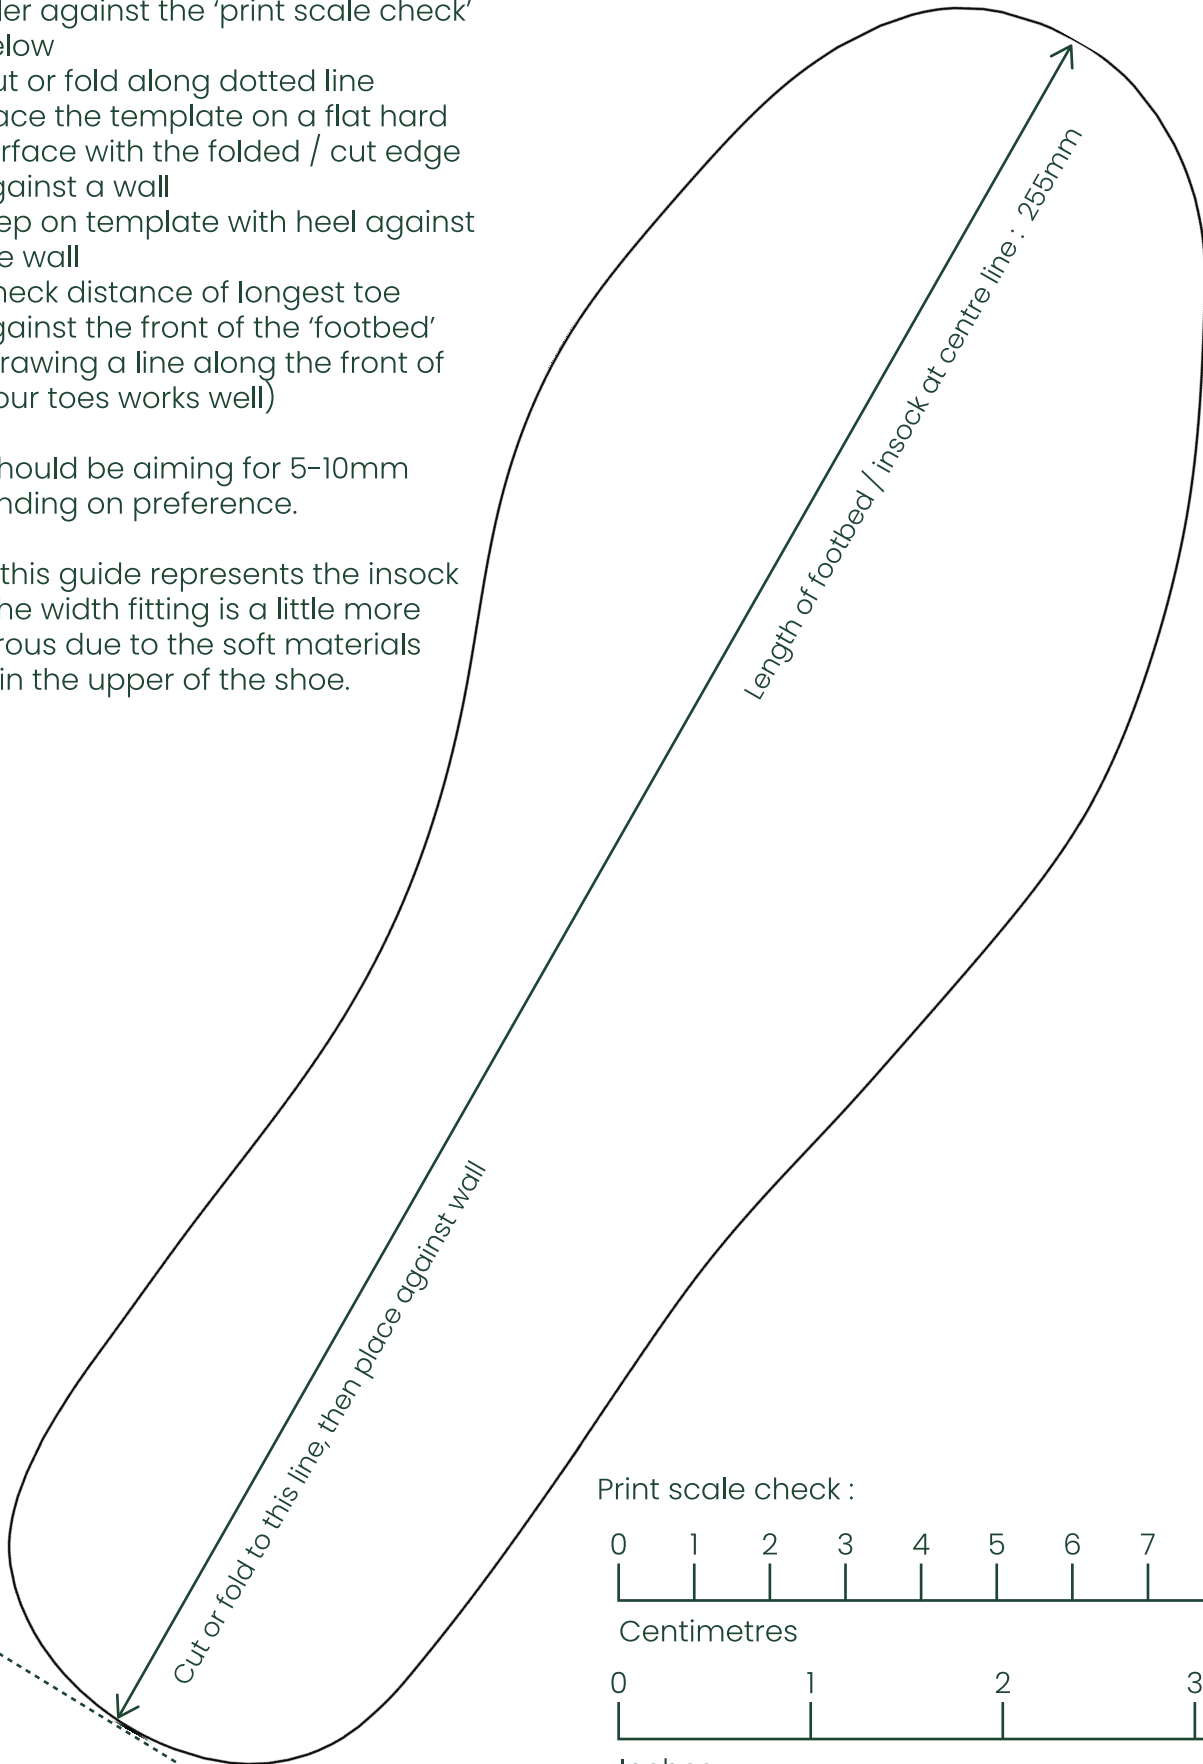 ler against the ‘print scale check’
elow
ut or fold along dotted line
ace the template on a flat hard
rface with the folded / cut edge
gainst a wall
ep on template with heel against
e wall
heck distance of longest toe
gainst the front of the ‘footbed’
rawing a line along the front of
our toes works well)
hould be aiming for 5-10mm
nding on preference.
this guide represents the insock
he width fitting is a little more
rous due to the soft materials
in the upper of the shoe.
Length of footbed / insock at centre line : 255mm
Cut or fold to this line, then place against wall
Print scale check :
0 1 2 3 4 5 6 7
Centimetres
0 1 2 3